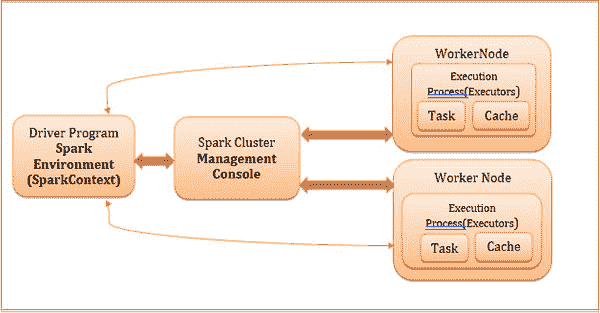 Driver Program
Spark
Environment
(SparkContext)
Spark Cluster
Management
Console
WorkerNode
Execution
Process(Executors)
Task
Cache
Worker Node
Execution
Process(Executors)
Task
Cache